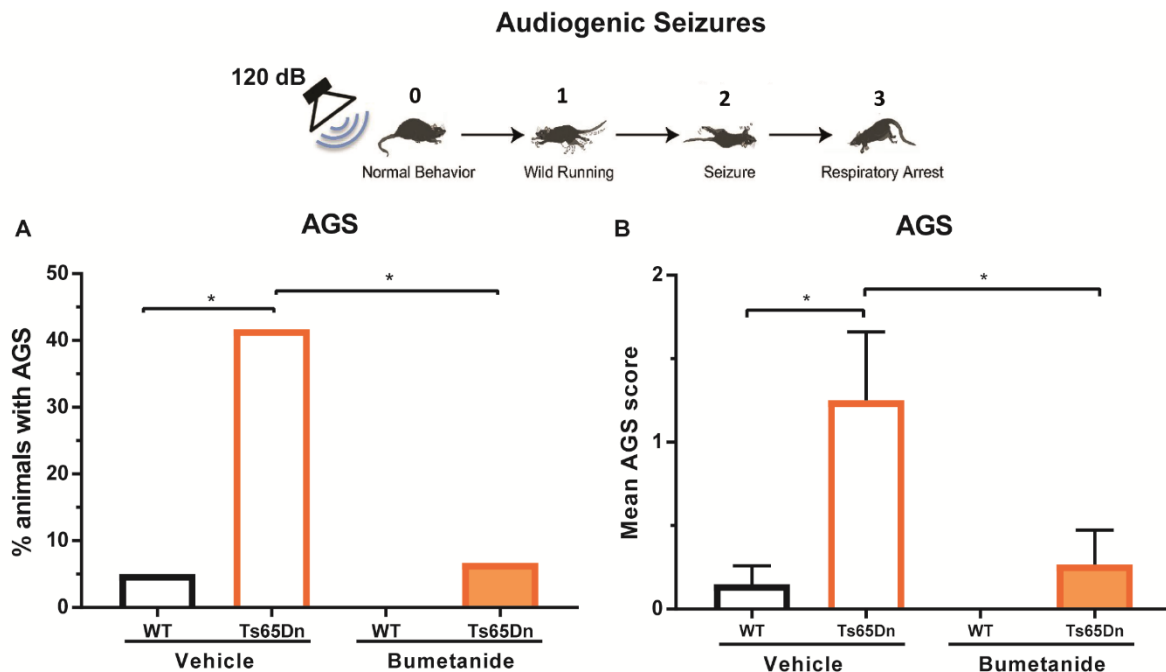 Audiogenic Seizures
120 dB
0 1 2 3
Normal Behavior Wild Running Seizure Respiratory Arrest
A AGS
% animals with AGS
50
40
30
20
10
0
* *
WT Ts65Dn WT Ts65Dn
Vehicle Bumetanide
B AGS
Mean AGS score
2
1
0
* *
WT Ts65Dn WT Ts65Dn
Vehicle Bumetanide